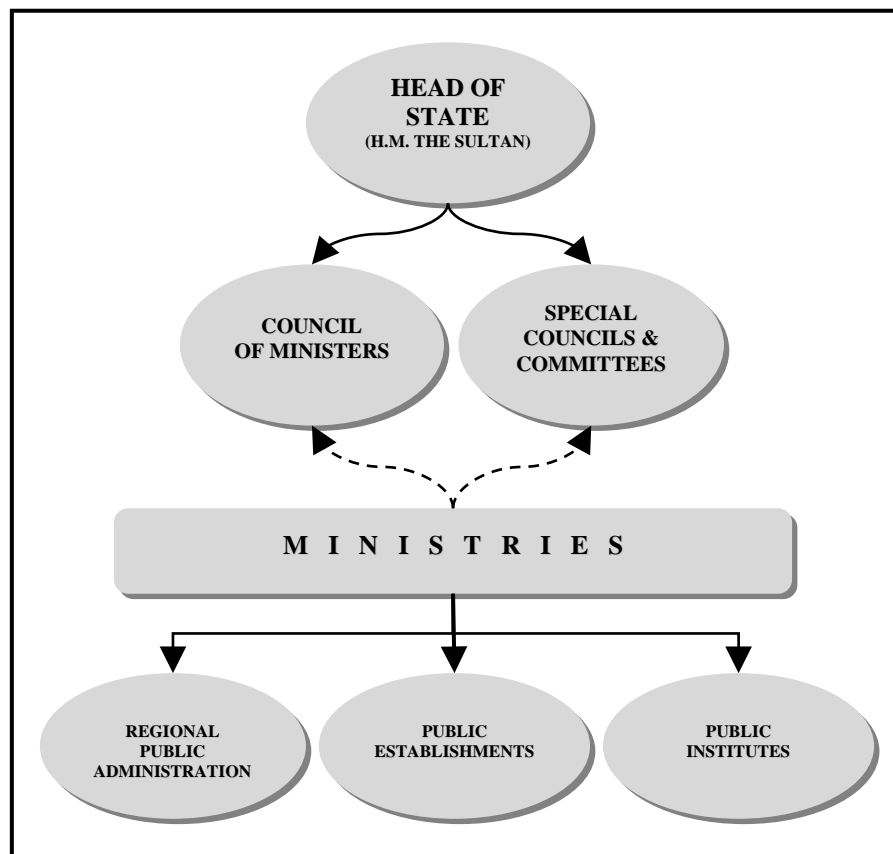 HEAD OF
STATE
(H.M. THE SULTAN)
COUNCIL
OF MINISTERS
SPECIAL
COUNCILS &
COMMITTEES
M I N I S T R I E S
REGIONAL
PUBLIC
ADMINISTRATION
PUBLIC
ESTABLISHMENTS
PUBLIC
INSTITUTES